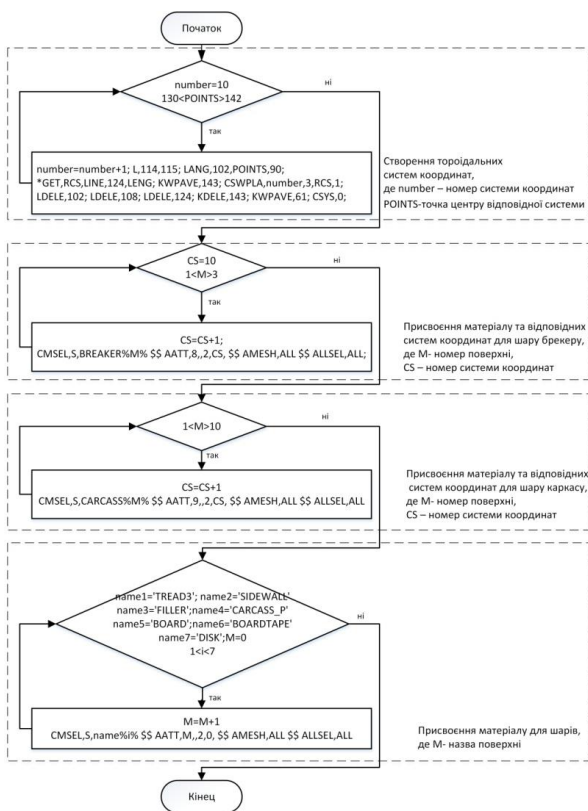 Початок
number=10
130<POINTS>142
ні
так
number=number+1; L,114,115; LANG,102,POINTS,90;
*GET,RCS,LINE,124,LENG; KWPAVE,143; CSWPLA,number,3,RCS,1;
LDELE,102; LDELE,108; LDELE,124; KDELE,143; KWPAVE,61; CSYS,0;
Створення тороідальних
систем координат,
де number – номер системи координат
POINTS-точка центру відповідної системи
CS=10
1<M>3
ні
так
CS=CS+1;
CMSEL,S,BREAKER%M% $$ AATT,8,,2,CS, $$ AMESH,ALL $$ ALLSEL,ALL;
Присвоєння матеріалу та відповідних
систем координат для шару брекеру,
де M- номер поверхні,
CS – номер системи координат
1<M>10
ні
так
CS=CS+1
CMSEL,S,CARCASS%M% $$ AATT,9,,2,CS, $$ AMESH,ALL $$ ALLSEL,ALL
Присвоєння матеріалу та відповідних
систем координат для шару каркасу,
де M- номер поверхні,
CS – номер системи координат
name1='TREAD3'; name2='SIDEWALL'
name3='FILLER';name4='CARCASS_P'
name5='BOARD';name6='BOARDTAPE'
name7='DISK';M=0
1<i<7
ні
так
M=M+1
CMSEL,S,name%i% $$ AATT,M,,2,0, $$ AMESH,ALL $$ ALLSEL,ALL
Присвоєння матеріалу для шарів,
де M- назва поверхні
Кінец